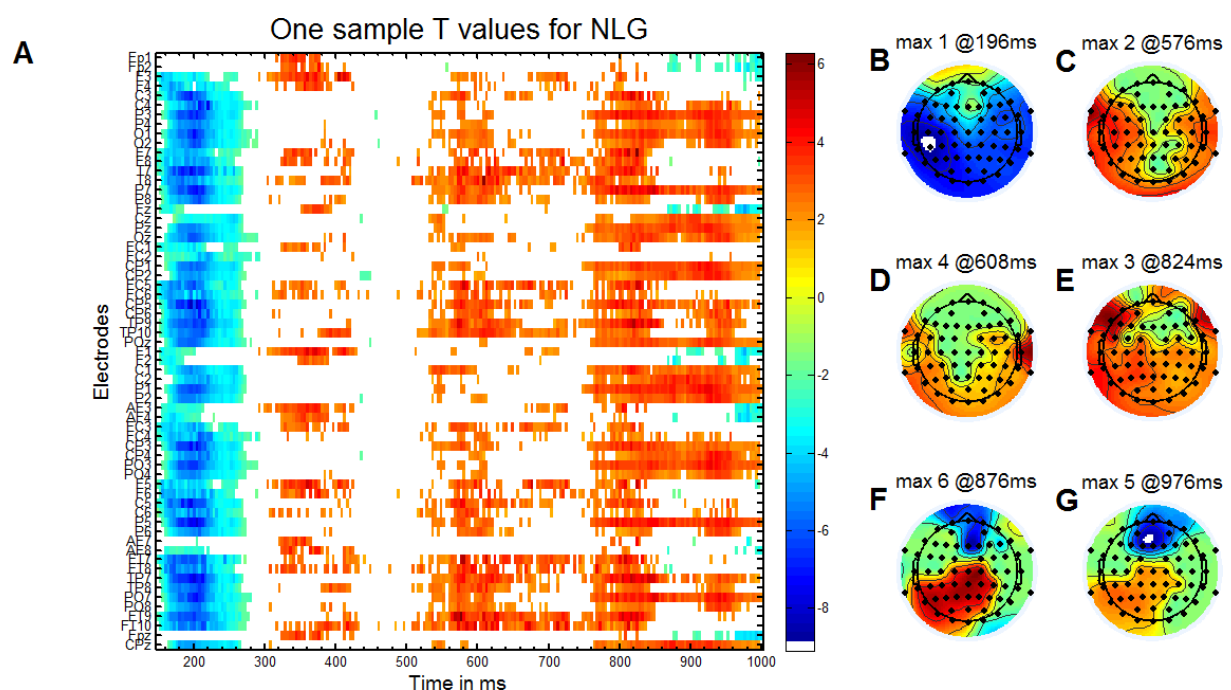 One sample T values for NLG
A
Electrodes
Fp1
Fp2
F3
F4
C3
C4
P3
P4
O1
O2
F7
F8
T7
T8
P7
P8
Fz
Cz
Pz
Oz
FC1
FC2
CP1
CP2
FC5
FC6
CP5
CP6
TP9
TP10
POz
F1
F2
C1
C2
P1
P2
AF3
AF4
FC3
FC4
CP3
CP4
PO3
PO4
F5
F6
C5
C6
P5
P6
AF7
AF8
FT7
FT8
TP7
TP8
PO7
PO8
FT9
FT10
Fpz
CPz
200 300 400 500 600 700 800 900 1000
Time in ms
6
4
2
0
-2
-4
-6
-8
B max 1 @196ms
C max 2 @576ms
D max 4 @608ms
E max 3 @824ms
F max 6 @876ms
G max 5 @976ms